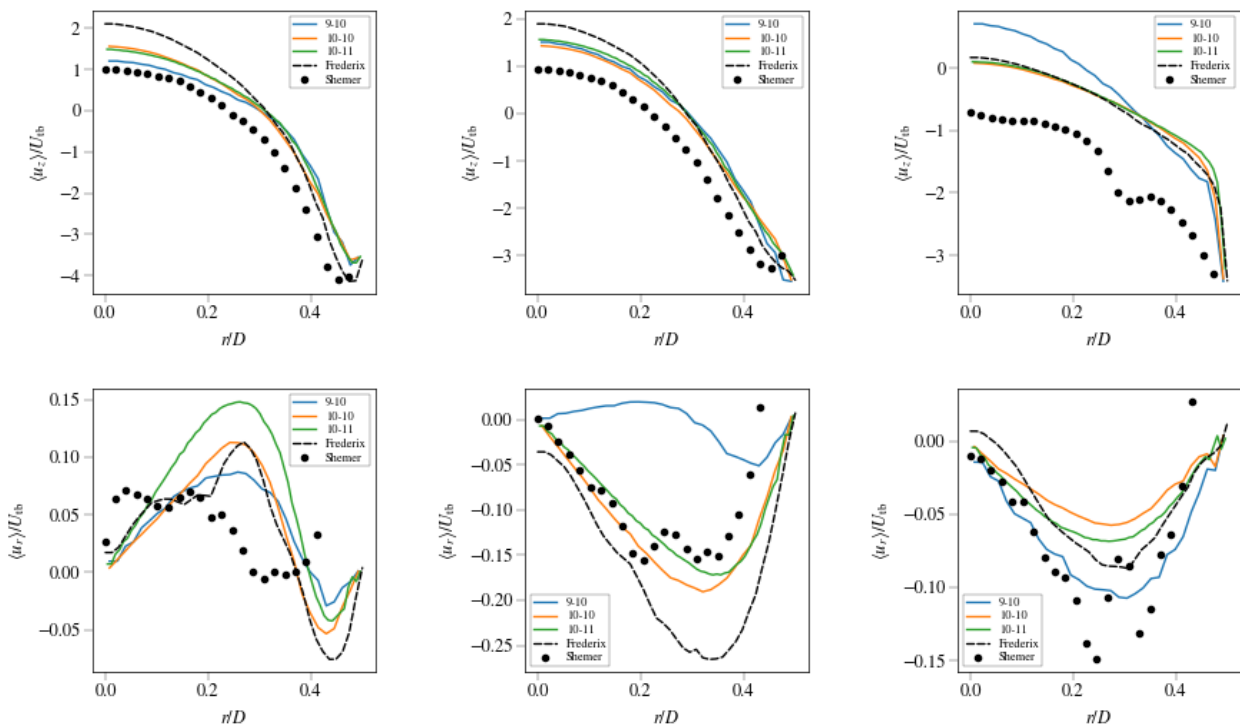 2
1
0
−1
−2
−3
−4
⟨u_z⟩/U_tb
0.0 0.2 0.4
r/D
9-10
10-10
10-11
Frederix
Shemer
2
1
0
−1
−2
−3
⟨u_z⟩/U_tb
0.0 0.2 0.4
r/D
9-10
10-10
10-11
Frederix
Shemer
0
−1
−2
−3
⟨u_z⟩/U_tb
0.0 0.2 0.4
r/D
9-10
10-10
10-11
Frederix
Shemer
0.15
0.10
0.05
0.00
−0.05
⟨u_r⟩/U_tb
0.0 0.2 0.4
r/D
9-10
10-10
10-11
Frederix
Shemer
0.00
−0.05
−0.10
−0.15
−0.20
−0.25
⟨u_r⟩/U_tb
0.0 0.2 0.4
r/D
9-10
10-10
10-11
Frederix
Shemer
0.00
−0.05
−0.10
−0.15
⟨u_r⟩/U_tb
0.0 0.2 0.4
r/D
9-10
10-10
10-11
Frederix
Shemer